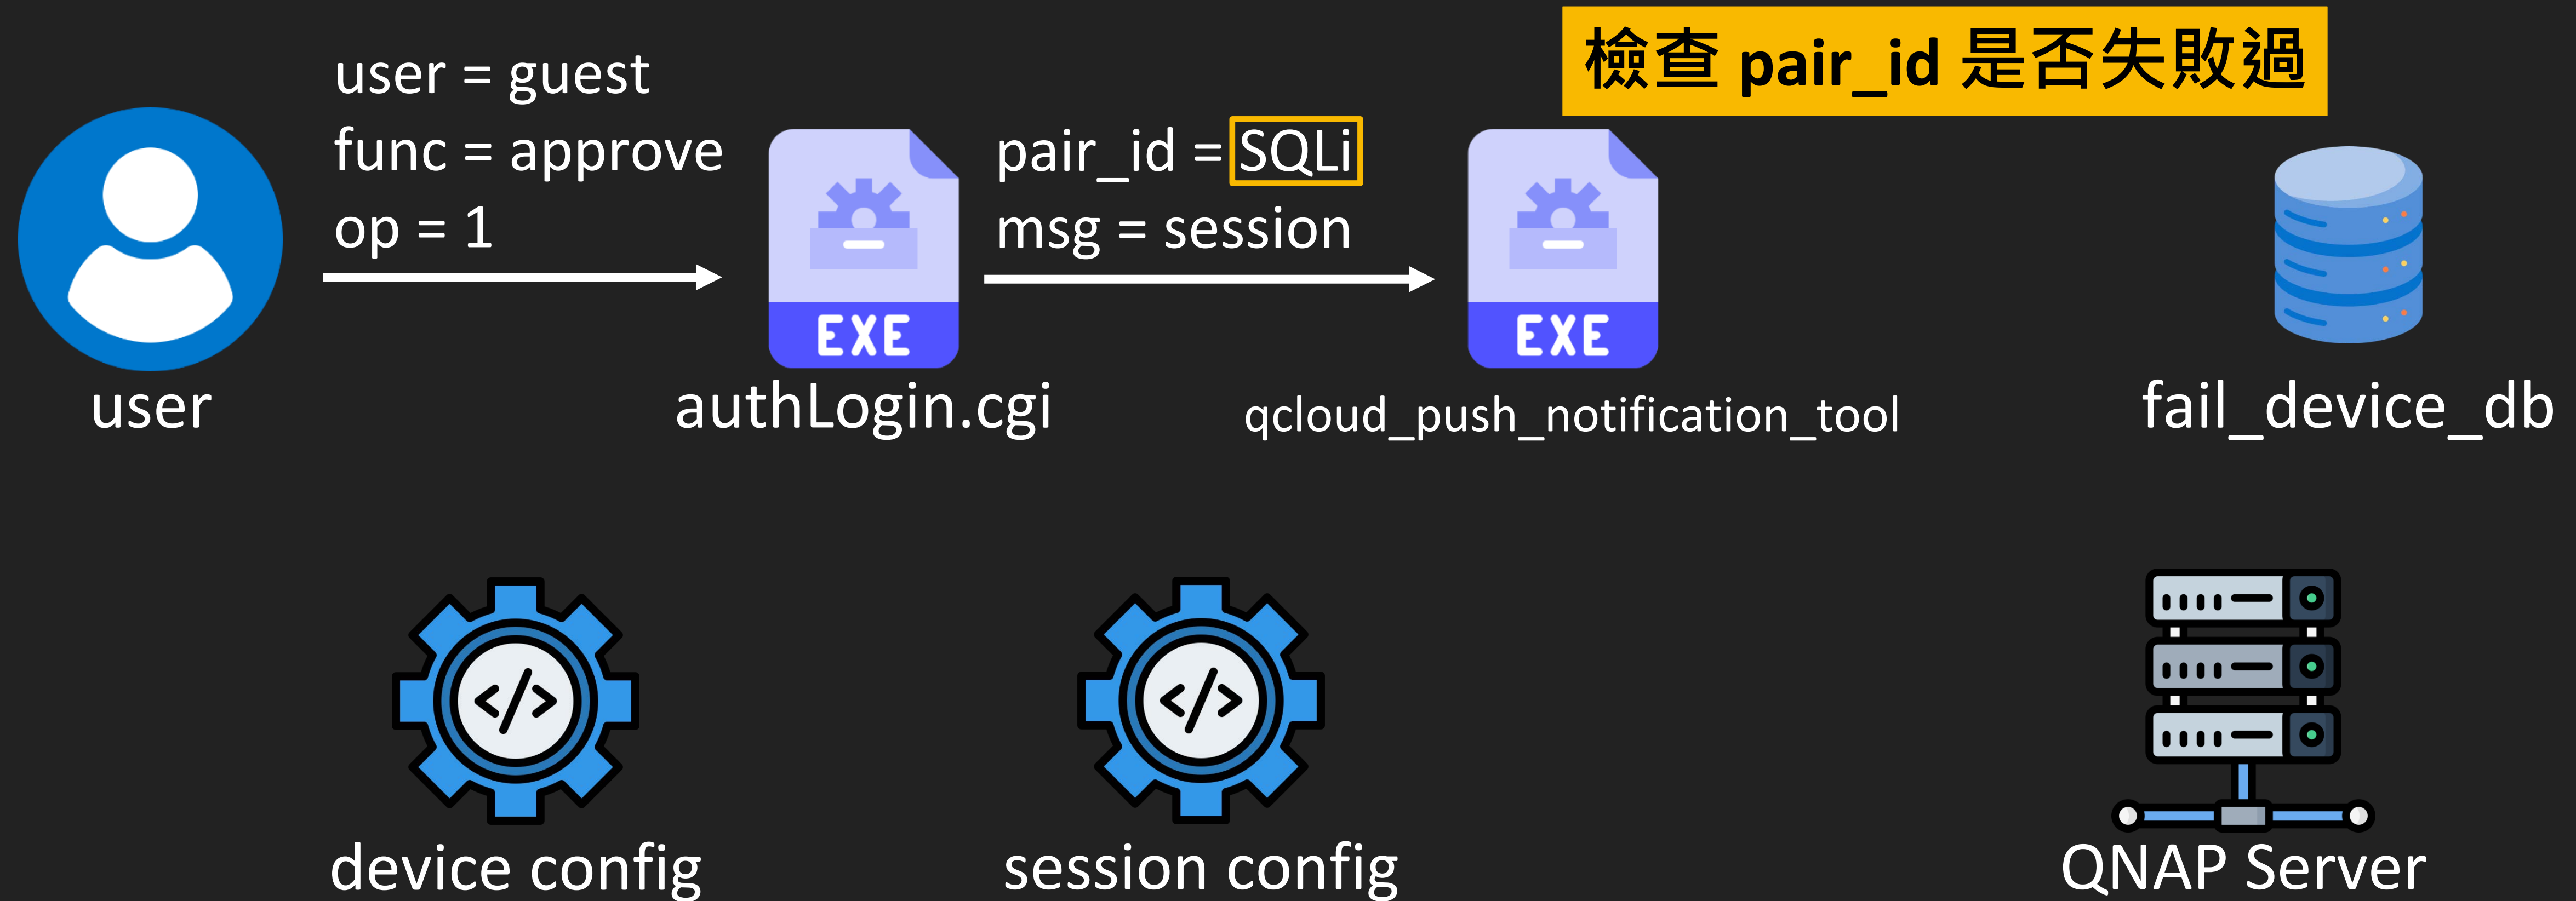 檢查 pair_id 是否失敗過
user = guest
func = approve
op = 1
pair_id = SQLi
msg = session
EXE
EXE
user
authLogin.cgi
qcloud_push_notification_tool
fail_device_db
</>
</>
device config
session config
QNAP Server